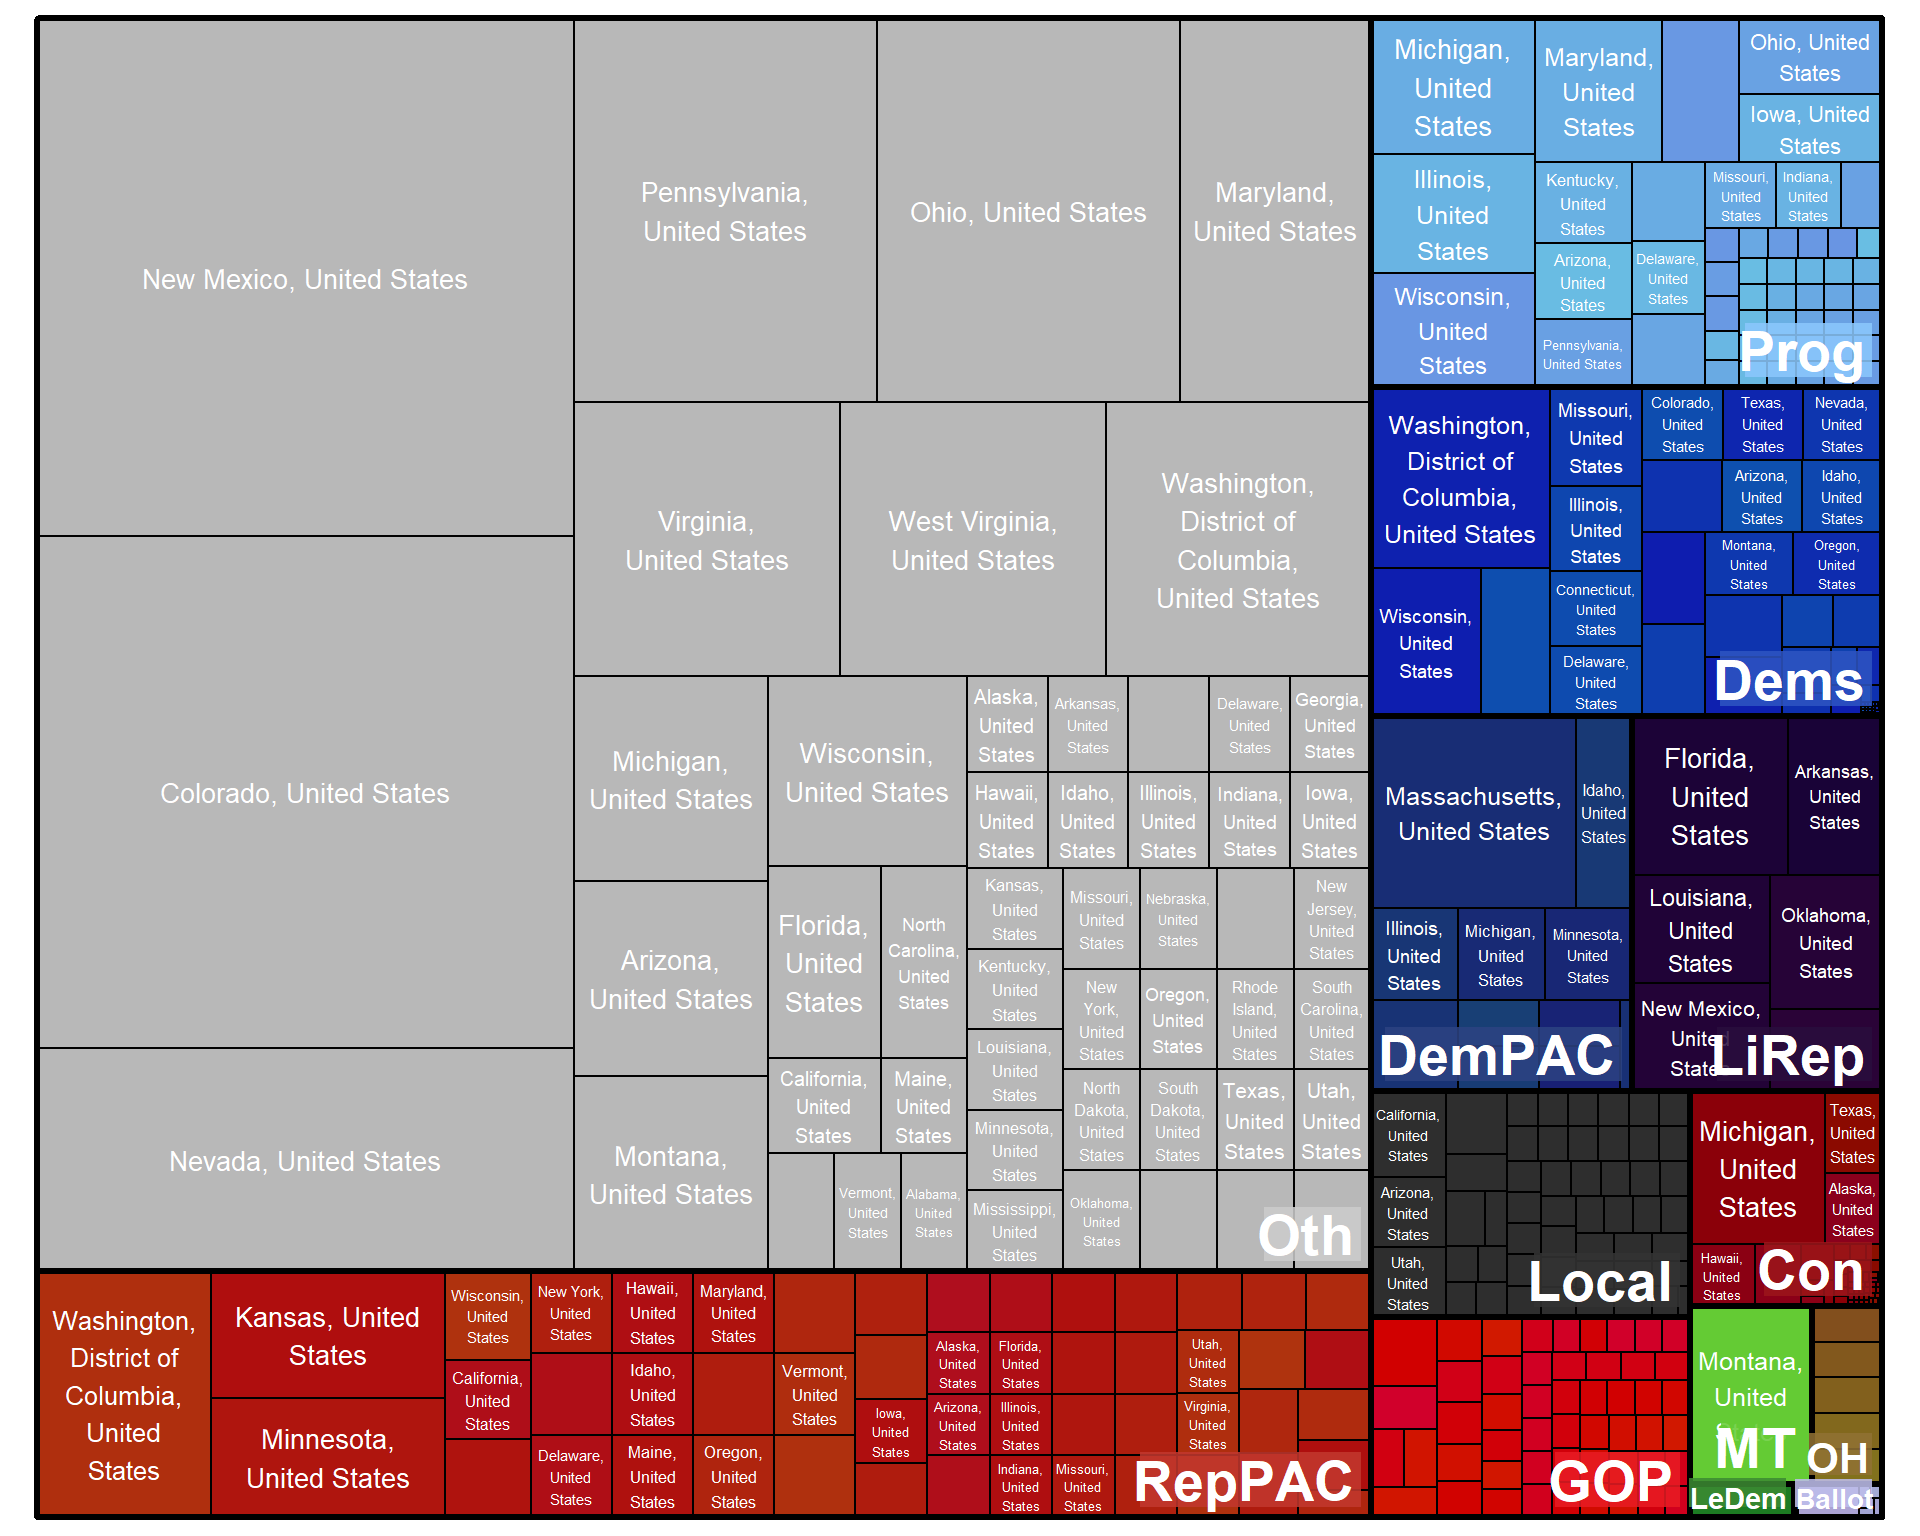 New Mexico, United States
Colorado, United States
Nevada, United States
Pennsylvania,
United States
Ohio, United States
Maryland,
United States
Virginia,
United States
West Virginia,
United States
Washington,
District of
Columbia,
United States
Michigan,
United States
Arizona,
United States
Montana,
United States
Wisconsin,
United States
Florida,
United
States
North
Carolina,
United
States
California,
United
States
Maine,
United
States
Vermont,
United
States
Alabama,
United
States
Alaska,
United
States
Arkansas,
United
States
Delaware,
United
States
Georgia,
United
States
Hawaii,
United
States
Idaho,
United
States
Illinois,
United
States
Indiana,
United
States
Iowa,
United
States
Kansas,
United
States
Kentucky,
United
States
Louisiana,
United
States
Minnesota,
United
States
Mississippi,
United
States
Missouri,
United
States
Nebraska,
United
States
New
Jersey,
United
States
New
York,
United
States
Oregon,
United
States
Rhode
Island,
United
States
South
Carolina,
United
States
North
Dakota,
United
States
South
Dakota,
United
States
Texas,
United
States
Utah,
United
States
Oklahoma,
United
States
Oth
Washington,
District of
Columbia,
United
States
Kansas, United
States
Minnesota,
United States
Wisconsin,
United
States
California,
United
States
New York,
United
States
Delaware,
United
States
Hawaii,
United
States
Idaho,
United
States
Maine,
United
States
Maryland,
United
States
Oregon,
United
States
Vermont,
United
States
Iowa,
United
States
Alaska,
United
States
Arizona,
United
States
Florida,
United
States
Illinois,
United
States
Indiana,
United
States
Missouri,
United
States
Utah,
United
States
Virginia,
United
States
RepPAC
Michigan,
United
States
Illinois,
United
States
Wisconsin,
United
States
Maryland,
United
States
Ohio, United
States
Iowa, United
States
Kentucky,
United
States
Arizona,
United
States
Pennsylvania,
United States
Delaware,
United
States
Missouri,
United
States
Indiana,
United
States
Prog
Washington,
District of
Columbia,
United States
Wisconsin,
United
States
Missouri,
United
States
Illinois,
United
States
Connecticut,
United
States
Delaware,
United
States
Colorado,
United
States
Texas,
United
States
Nevada,
United
States
Arizona,
United
States
Idaho,
United
States
Montana,
United
States
Oregon,
United
States
Dems
Massachusetts,
United States
Idaho,
United
States
Illinois,
United
States
Michigan,
United
States
Minnesota,
United
States
DemPAC
Florida,
United
States
Arkansas,
United
States
Louisiana,
United
States
Oklahoma,
United
States
New Mexico,
United
States
LiRep
California,
United
States
Arizona,
United
States
Utah,
United
States
Local
Michigan,
United
States
Texas,
United
States
Alaska,
United
States
Hawaii,
United
States
Con
GOP
Montana,
United
States
MT
OH
LeDem
Ballot